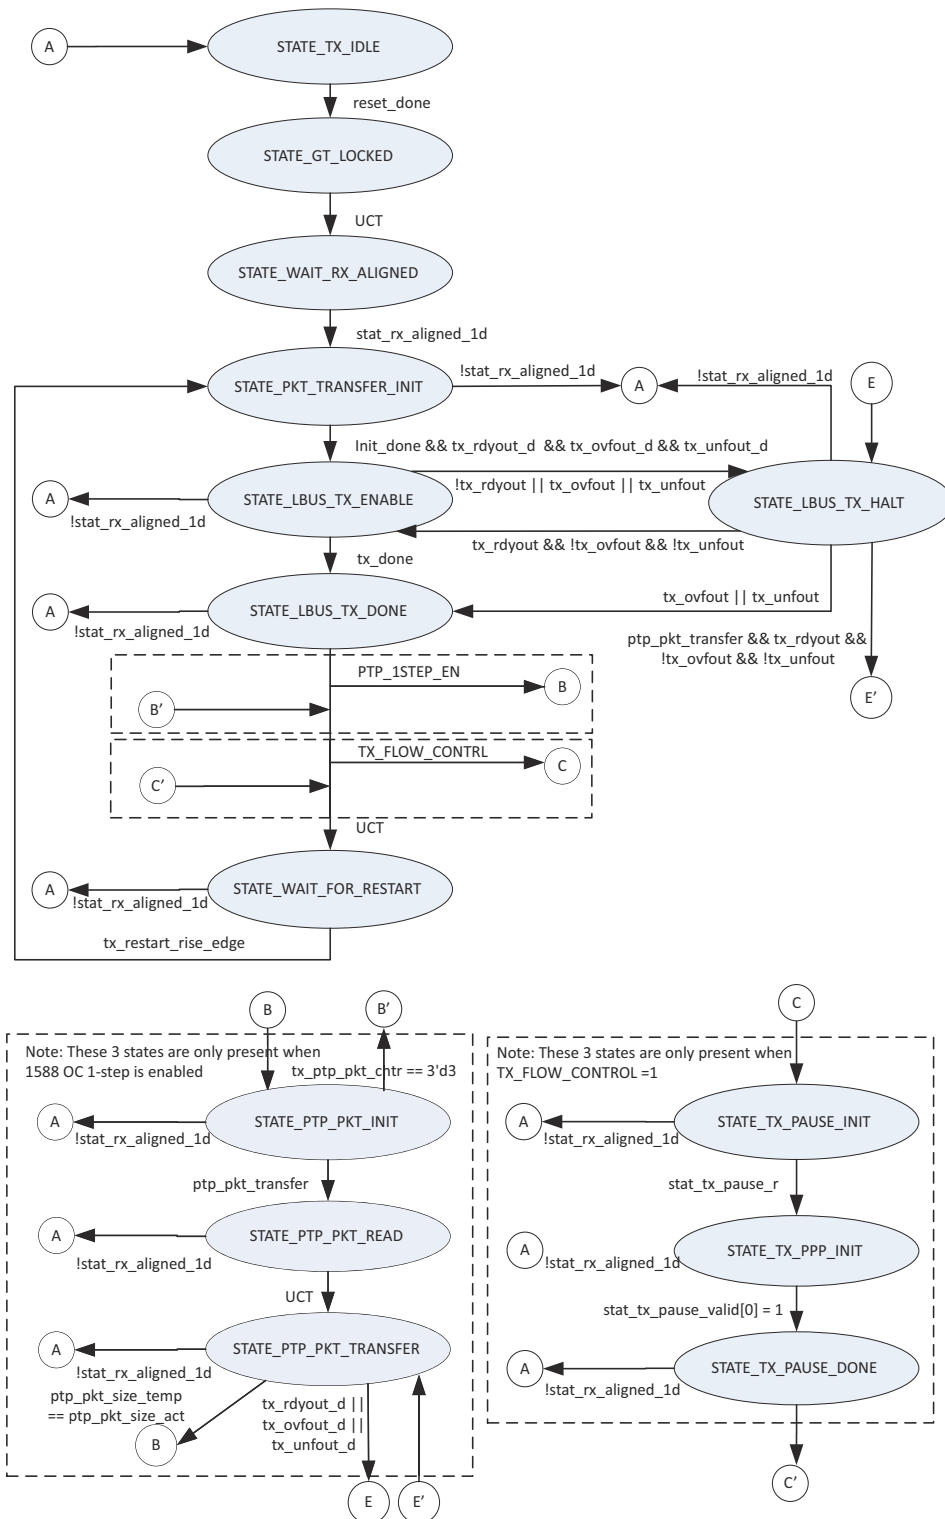 A
STATE_TX_IDLE
reset_done
STATE_GT_LOCKED
UCT
STATE_WAIT_RX_ALIGNED
stat_rx_aligned_1d
STATE_PKT_TRANSFER_INIT
!stat_rx_aligned_1d
A
!stat_rx_aligned_1d
E
Init_done && tx_rdyout_d && tx_ovfout_d && tx_unfout_d
A
!stat_rx_aligned_1d
STATE_LBUS_TX_ENABLE
!tx_rdyout || tx_ovfout || tx_unfout
STATE_LBUS_TX_HALT
tx_rdyout && !tx_ovfout && !tx_unfout
tx_done
A
!stat_rx_aligned_1d
STATE_LBUS_TX_DONE
tx_ovfout || tx_unfout
ptp_pkt_transfer && tx_rdyout &&
!tx_ovfout && !tx_unfout
E’
PTP_1STEP_EN
B
B’
TX_FLOW_CONTRL
C
C’
UCT
A
!stat_rx_aligned_1d
STATE_WAIT_FOR_RESTART
tx_restart_rise_edge
B
B’
Note: These 3 states are only present when
1588 OC 1-step is enabled
tx_ptp_pkt_cntr == 3'd3
A
!stat_rx_aligned_1d
STATE_PTP_PKT_INIT
ptp_pkt_transfer
A
!stat_rx_aligned_1d
STATE_PTP_PKT_READ
UCT
A
!stat_rx_aligned_1d
STATE_PTP_PKT_TRANSFER
ptp_pkt_size_temp
== ptp_pkt_size_act
B
tx_rdyout_d ||
tx_ovfout_d ||
tx_unfout_d
E
E’
C
Note: These 3 states are only present when
TX_FLOW_CONTROL =1
A
!stat_rx_aligned_1d
STATE_TX_PAUSE_INIT
stat_tx_pause_r
A
!stat_rx_aligned_1d
STATE_TX_PPP_INIT
stat_tx_pause_valid[0] = 1
A
!stat_rx_aligned_1d
STATE_TX_PAUSE_DONE
C’